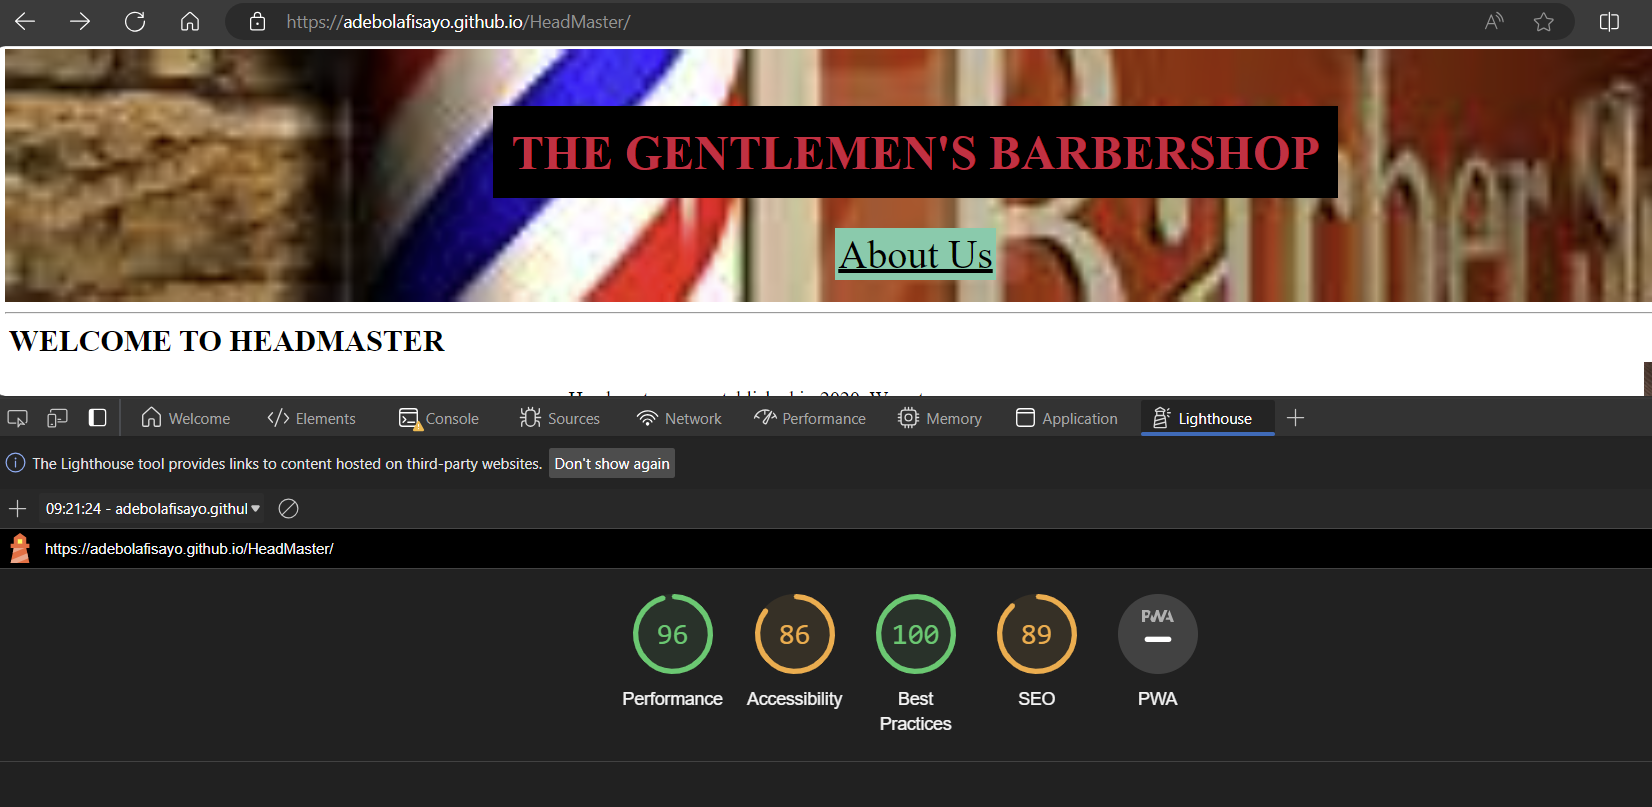 https://adebolafisayo.github.io/HeadMaster/
THE GENTLEMEN'S BARBERSHOP
About Us
WELCOME TO HEADMASTER
Welcome
Elements
Console
Sources
Network
Performance
Memory
Application
Lighthouse
The Lighthouse tool provides links to content hosted on third-party websites.
Don't show again
09:21:24 - adebolafisayo.githul
https://adebolafisayo.github.io/HeadMaster/
96
86
100
89
PWA
Performance
Accessibility
Best
Practices
SEO
PWA